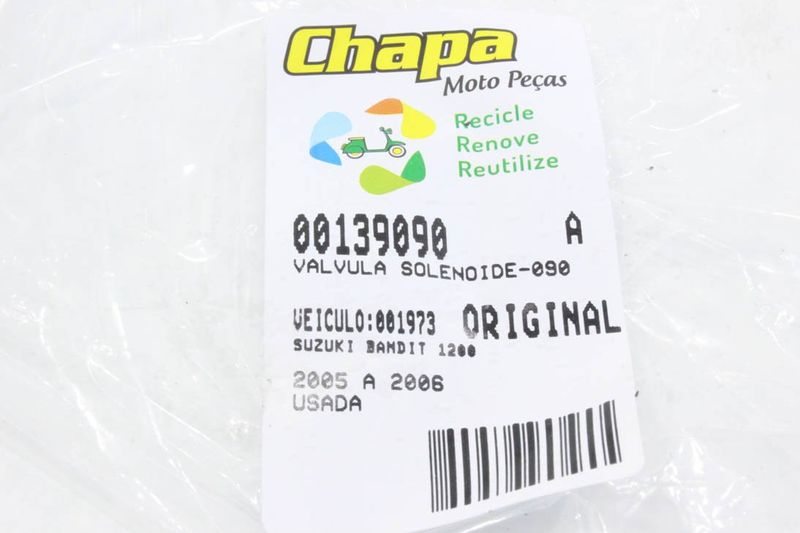 Chapa
Moto Peças
Recicle
Renove
Reutilize
00139090 A
VALVULA SOLENOIDE-090
VEICULO:001973 ORIGINAL
SUZUKI BANDIT 1200
2005 A 2006
USADA